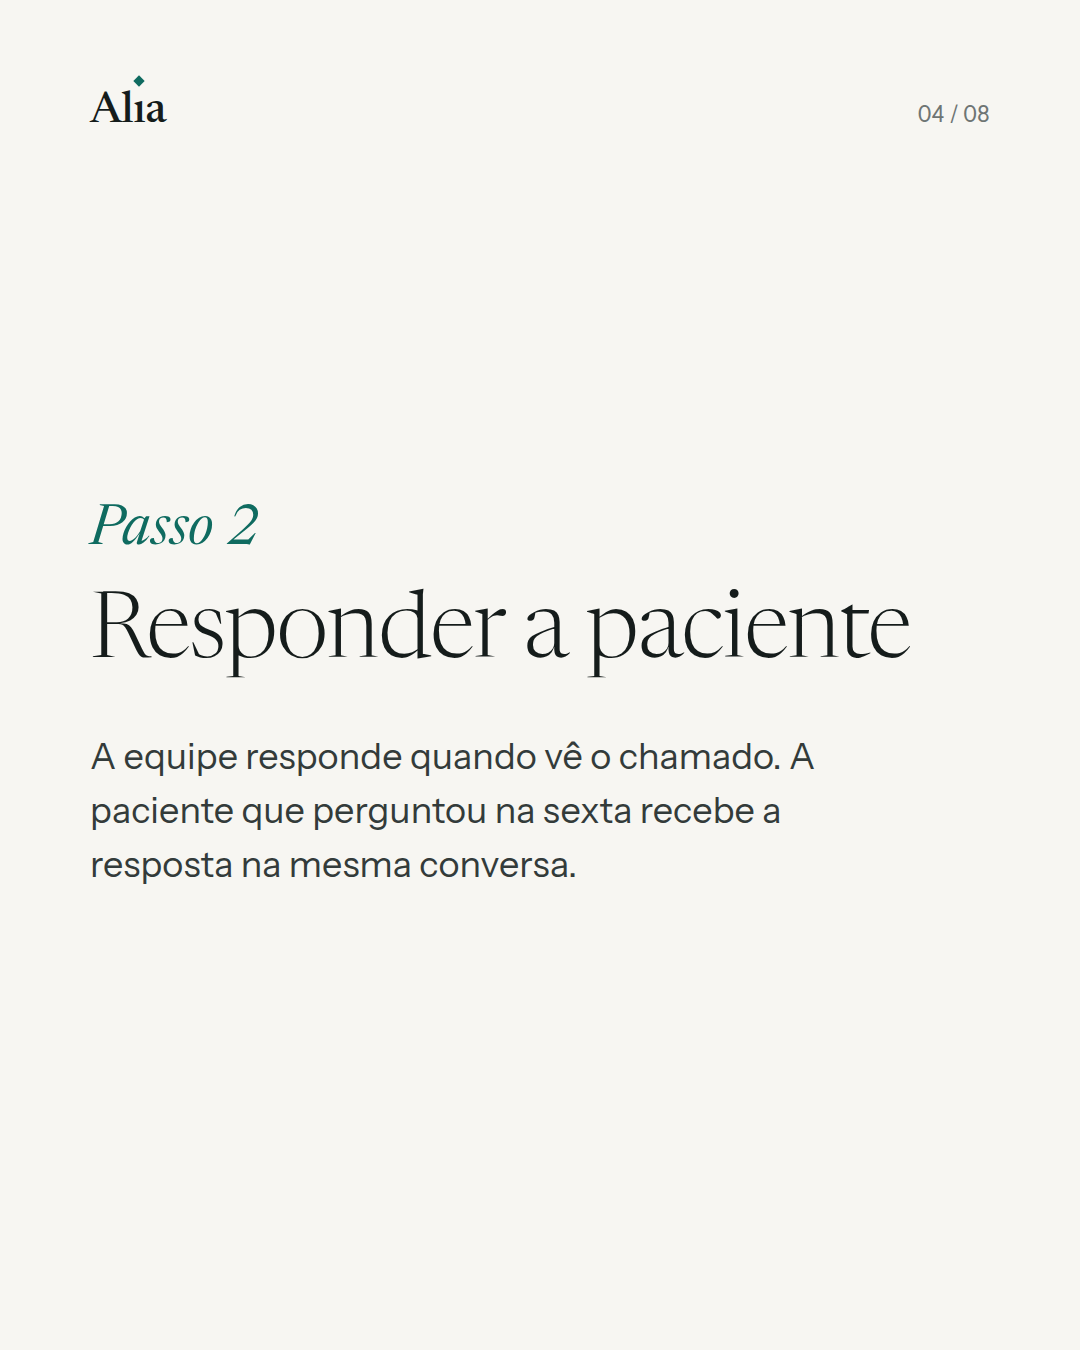 Alia
04 / 08
Passo 2
Responder a paciente
A equipe responde quando vê o chamado. A
paciente que perguntou na sexta recebe a
resposta na mesma conversa.